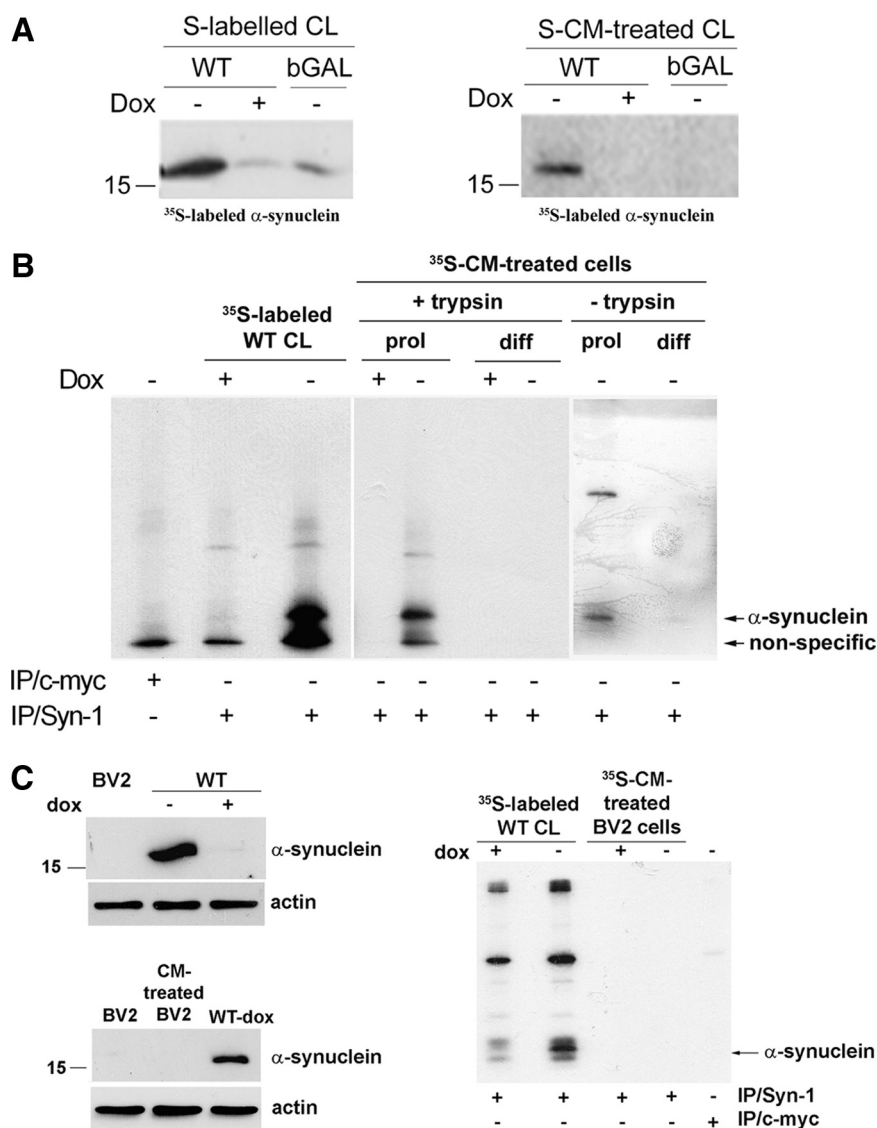 A
S-labelled CL
WT bGAL
Dox - + -
15
³⁵S-labeled α-synuclein
S-CM-treated CL
WT bGAL
Dox - + -
15
³⁵S-labeled α-synuclein
B
³⁵S-CM-treated cells
+ trypsin - trypsin
³⁵S-labeled
WT CL
prol diff prol diff
Dox - + - + - + - - -
α-synuclein
non-specific
IP/c-myc + - - - - - - - -
IP/Syn-1 - + + + + + + + +
C
BV2 WT
dox - +
15
α-synuclein
actin
BV2
CM-
treated
BV2
WT-dox
15
α-synuclein
actin
³⁵S-labeled
WT CL
³⁵S-CM-
treated
BV2 cells
dox + - + - -
α-synuclein
+ + + + - IP/Syn-1
- - - - + IP/c-myc